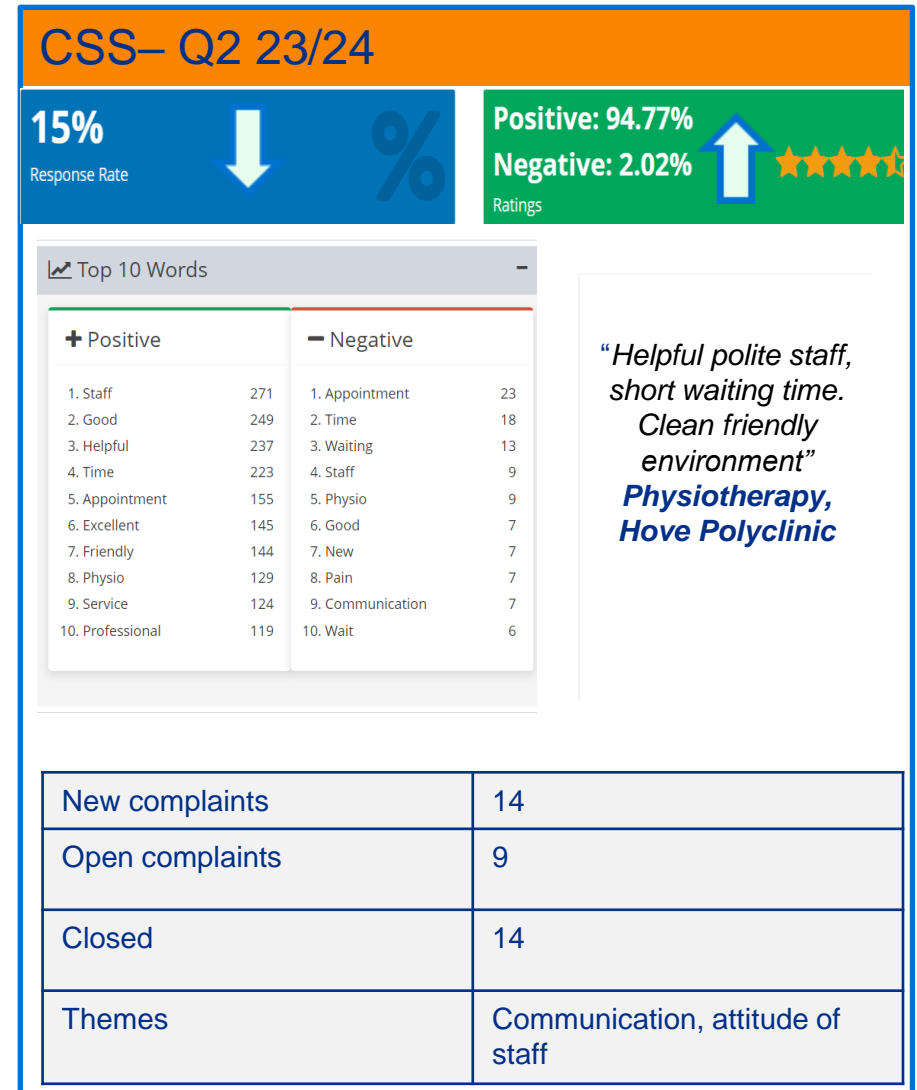 CSS– Q2 23/24
15%
Response Rate
%
Positive: 94.77%
Negative: 2.02%
Ratings
Top 10 Words
Positive
1. Staff 271
2. Good 249
3. Helpful 237
4. Time 223
5. Appointment 155
6. Excellent 145
7. Friendly 144
8. Physio 129
9. Service 124
10. Professional 119
Negative
1. Appointment 23
2. Time 18
3. Waiting 13
4. Staff 9
5. Physio 9
6. Good 7
7. New 7
8. Pain 7
9. Communication 7
10. Wait 6
“Helpful polite staff,
short waiting time.
Clean friendly
environment”
Physiotherapy,
Hove Polyclinic
New complaints 14
Open complaints 9
Closed 14
Themes Communication, attitude of
staff